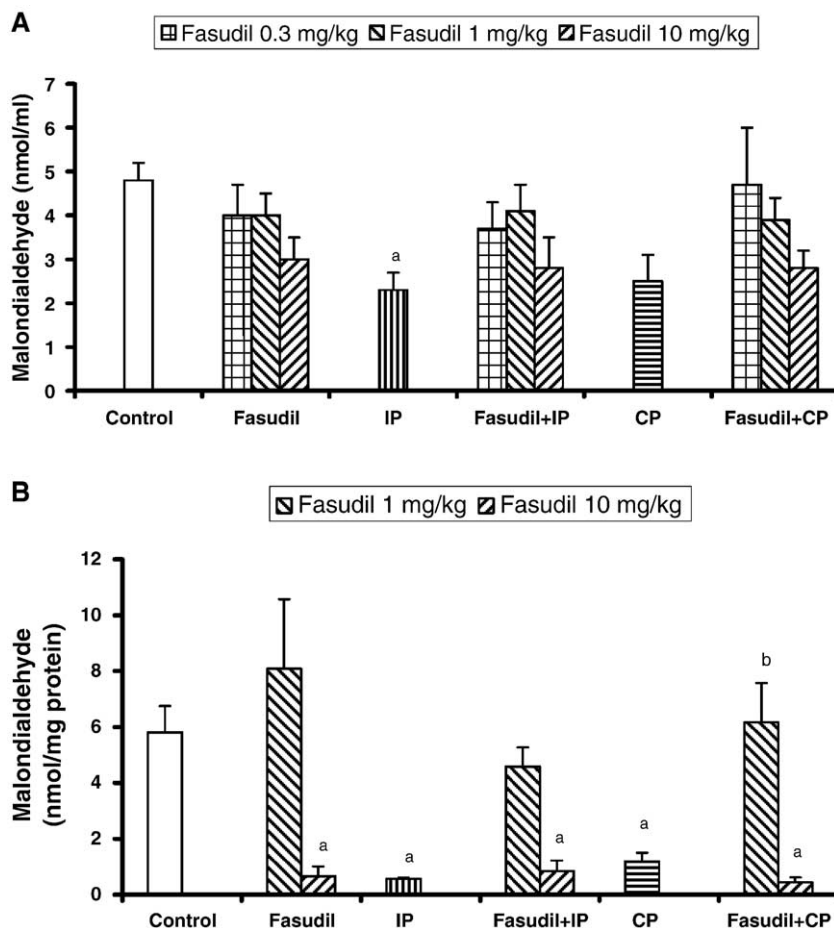 A
Fasudil 0.3 mg/kg Fasudil 1 mg/kg Fasudil 10 mg/kg
Malondialdehyde (nmol/ml)
7
6
5
4
3
2
1
0
a
Control Fasudil IP Fasudil+IP CP Fasudil+CP
B
Fasudil 1 mg/kg Fasudil 10 mg/kg
Malondialdehyde
(nmol/mg protein)
12
10
8
6
4
2
0
b
a a a a a
Control Fasudil IP Fasudil+IP CP Fasudil+CP